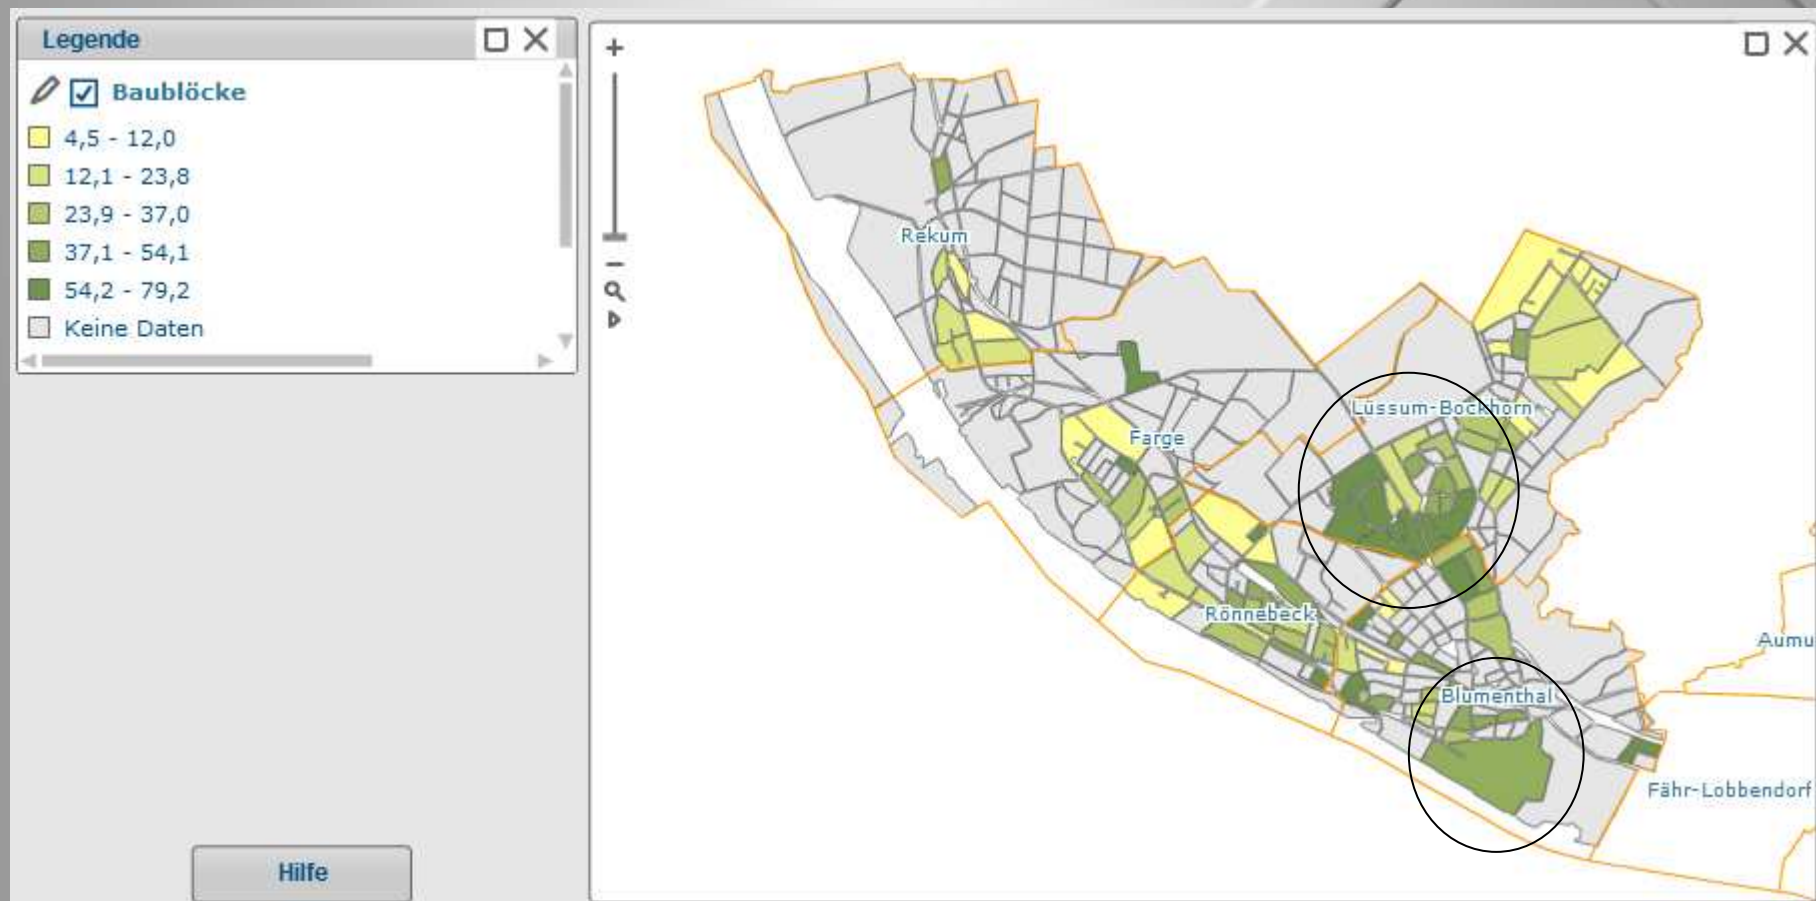 Legende
Baublöcke
4,5 - 12,0
12,1 - 23,8
23,9 - 37,0
37,1 - 54,1
54,2 - 79,2
Keine Daten
Hilfe
Rekum
Lüssum-Bockhorn
Farge
Rönnebeck
Aumu
Blumenthal
Fähr-Lobbendorf